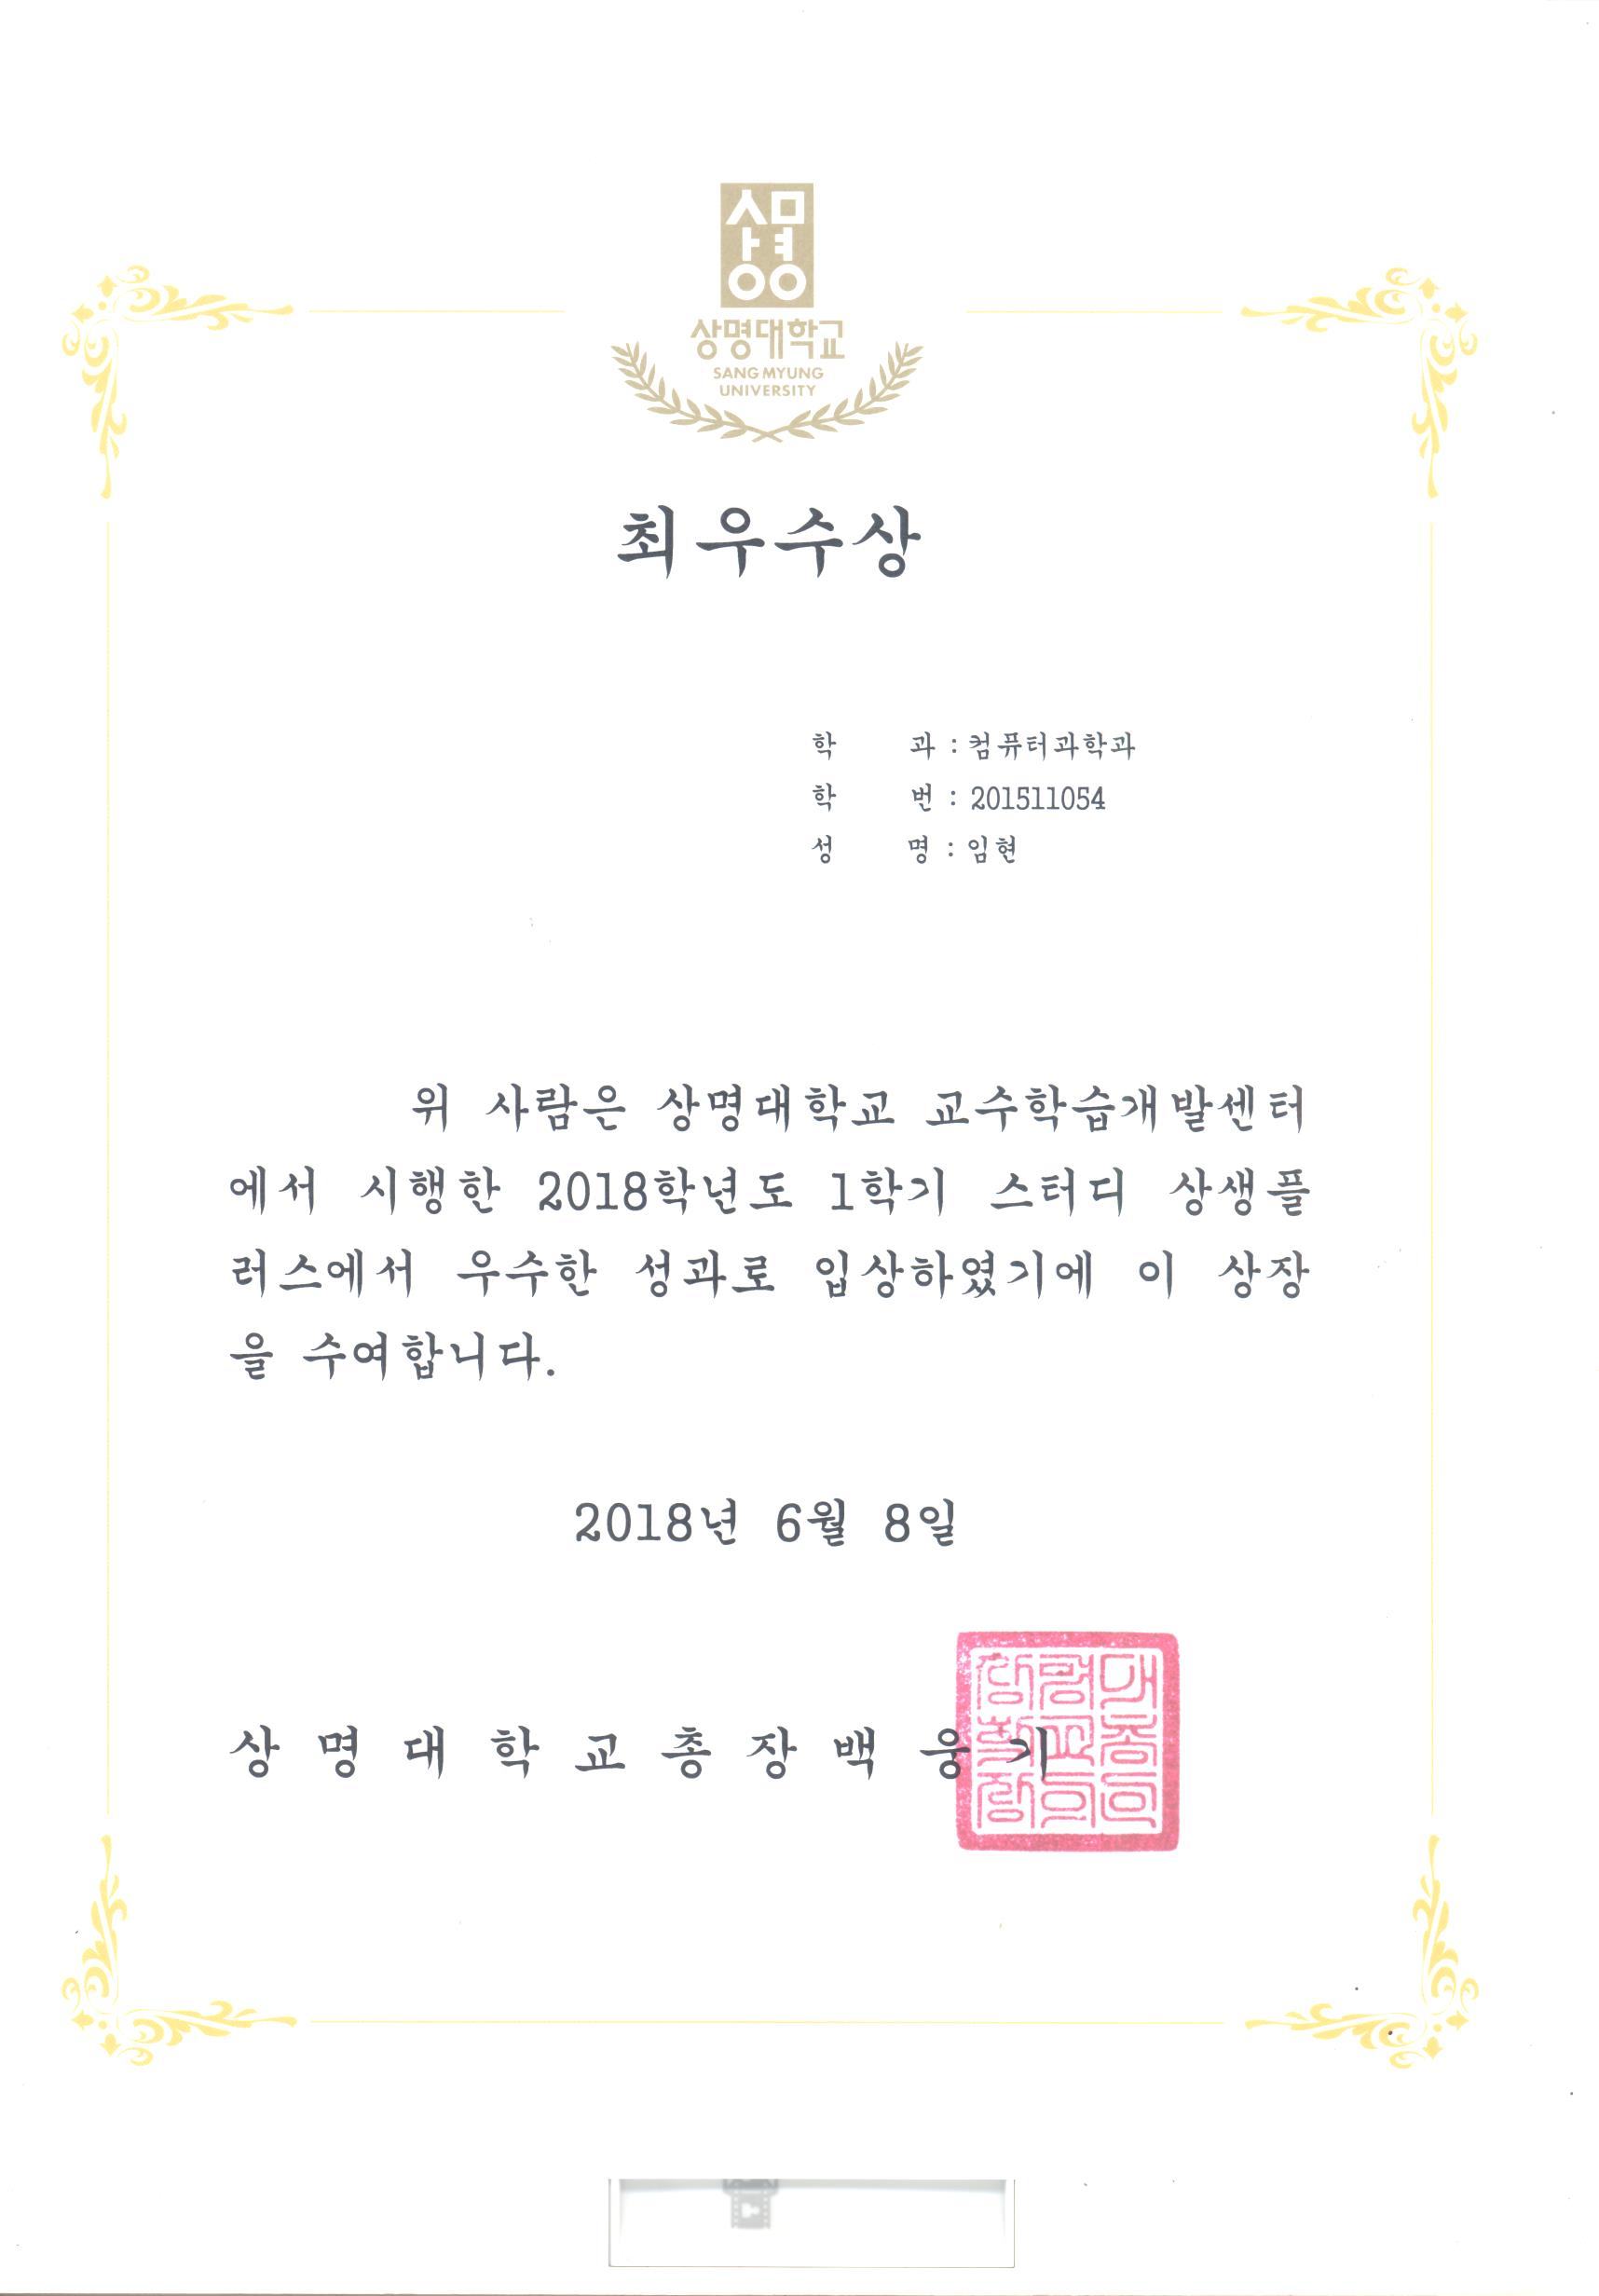 상명
상명대학교
SANG MYUNG
UNIVERSITY
최우수상
학 과 : 컴퓨터과학과
학 번 : 201511054
성 명 : 임현
위 사람은 상명대학교 교수학습개발센터
에서 시행한 2018학년도 1학기 스터디 상생플
러스에서 우수한 성과로 입상하였기에 이 상장
을 수여합니다.
2018년 6월 8일
상 명 대 학 교 총 장 백 웅 기